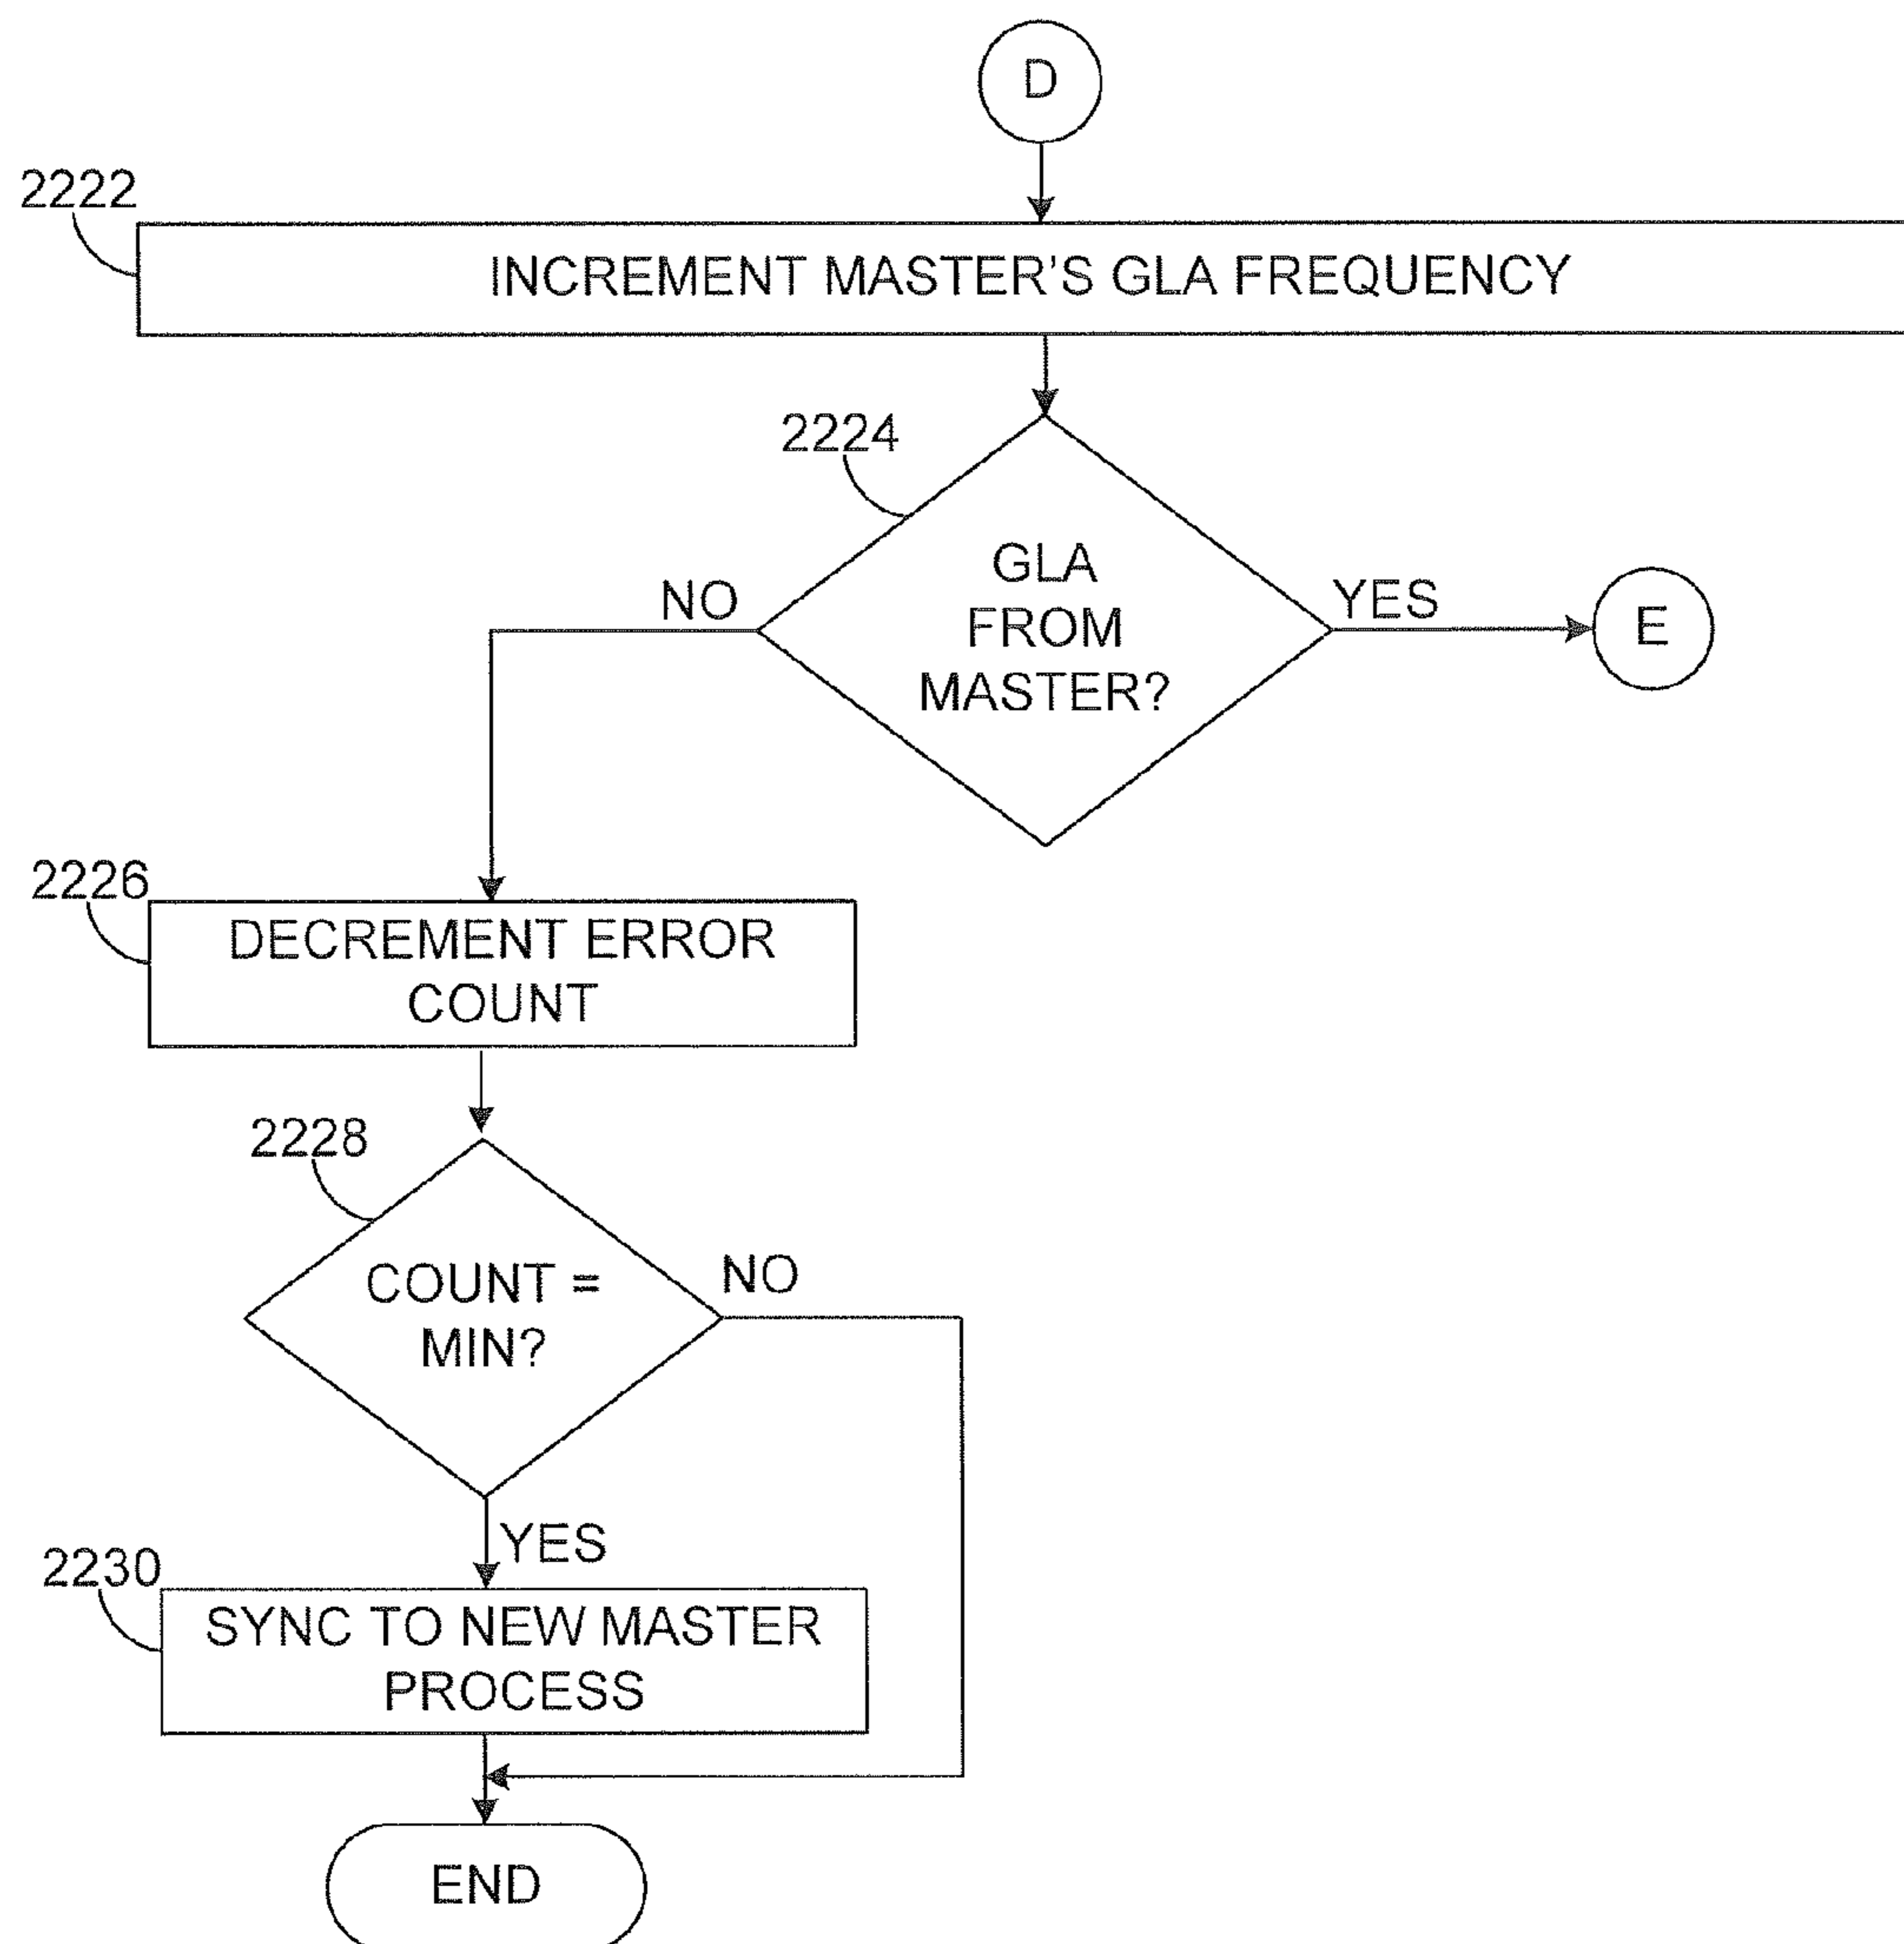 D
2222
INCREMENT MASTER'S GLA FREQUENCY
2224
GLA
FROM
MASTER?
NO
YES
E
2226
DECREMENT ERROR
COUNT
2228
COUNT =
MIN?
NO
YES
2230
SYNC TO NEW MASTER
PROCESS
END